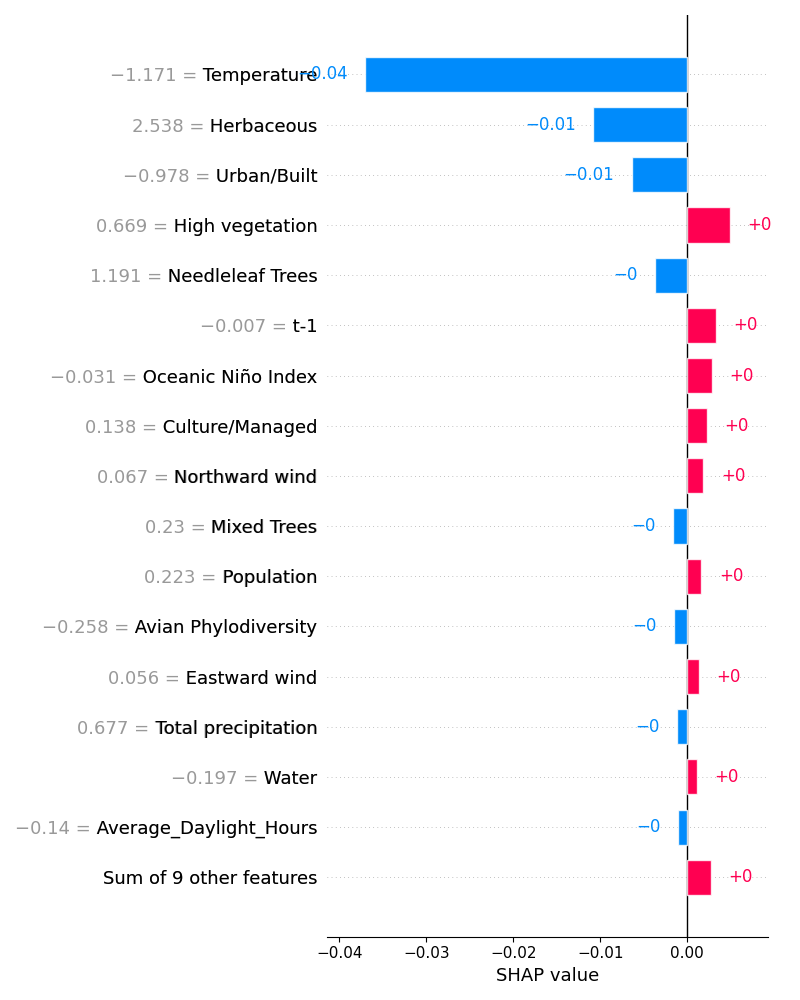 −1.171 = Temperature −0.04
2.538 = Herbaceous −0.01
−0.978 = Urban/Built −0.01
0.669 = High vegetation +0
1.191 = Needleleaf Trees −0
−0.007 = t-1 +0
−0.031 = Oceanic Niño Index +0
0.138 = Culture/Managed +0
0.067 = Northward wind +0
0.23 = Mixed Trees −0
0.223 = Population +0
−0.258 = Avian Phylodiversity −0
0.056 = Eastward wind +0
0.677 = Total precipitation −0
−0.197 = Water +0
−0.14 = Average_Daylight_Hours −0
Sum of 9 other features +0
−0.04 −0.03 −0.02 −0.01 0.00
SHAP value